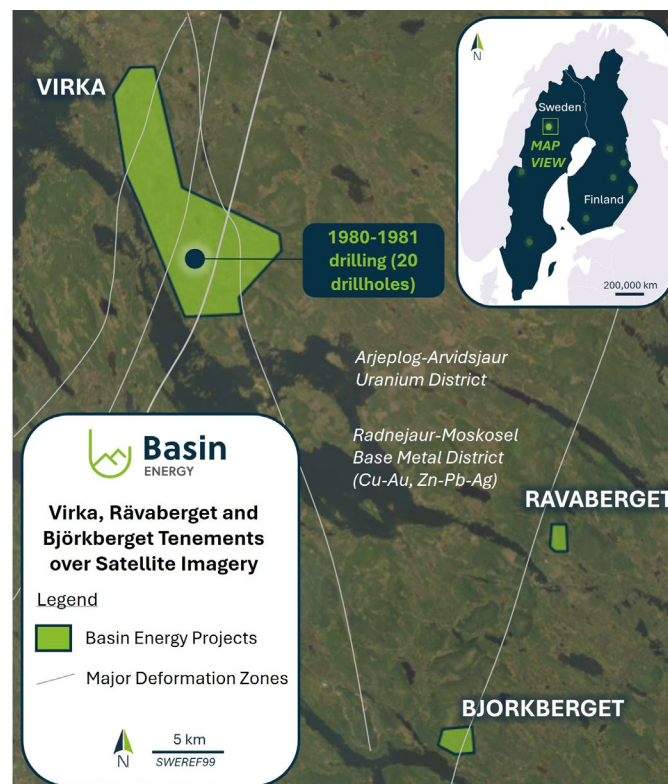 VIRKA
N
Sweden
MAP
VIEW
Finland
200,000 km
1980-1981
drilling (20
drillholes)
Arjeplog-Arvidsjaur
Uranium District
Radnejaur-Moskosel
Base Metal District
(Cu-Au, Zn-Pb-Ag)
RAVABERGET
BJORKBERGET
Basin
ENERGY
Virka, Rävaberget and
Björkberget Tenements
over Satellite Imagery
Legend
Basin Energy Projects
Major Deformation Zones
N
5 km
SWEREF99